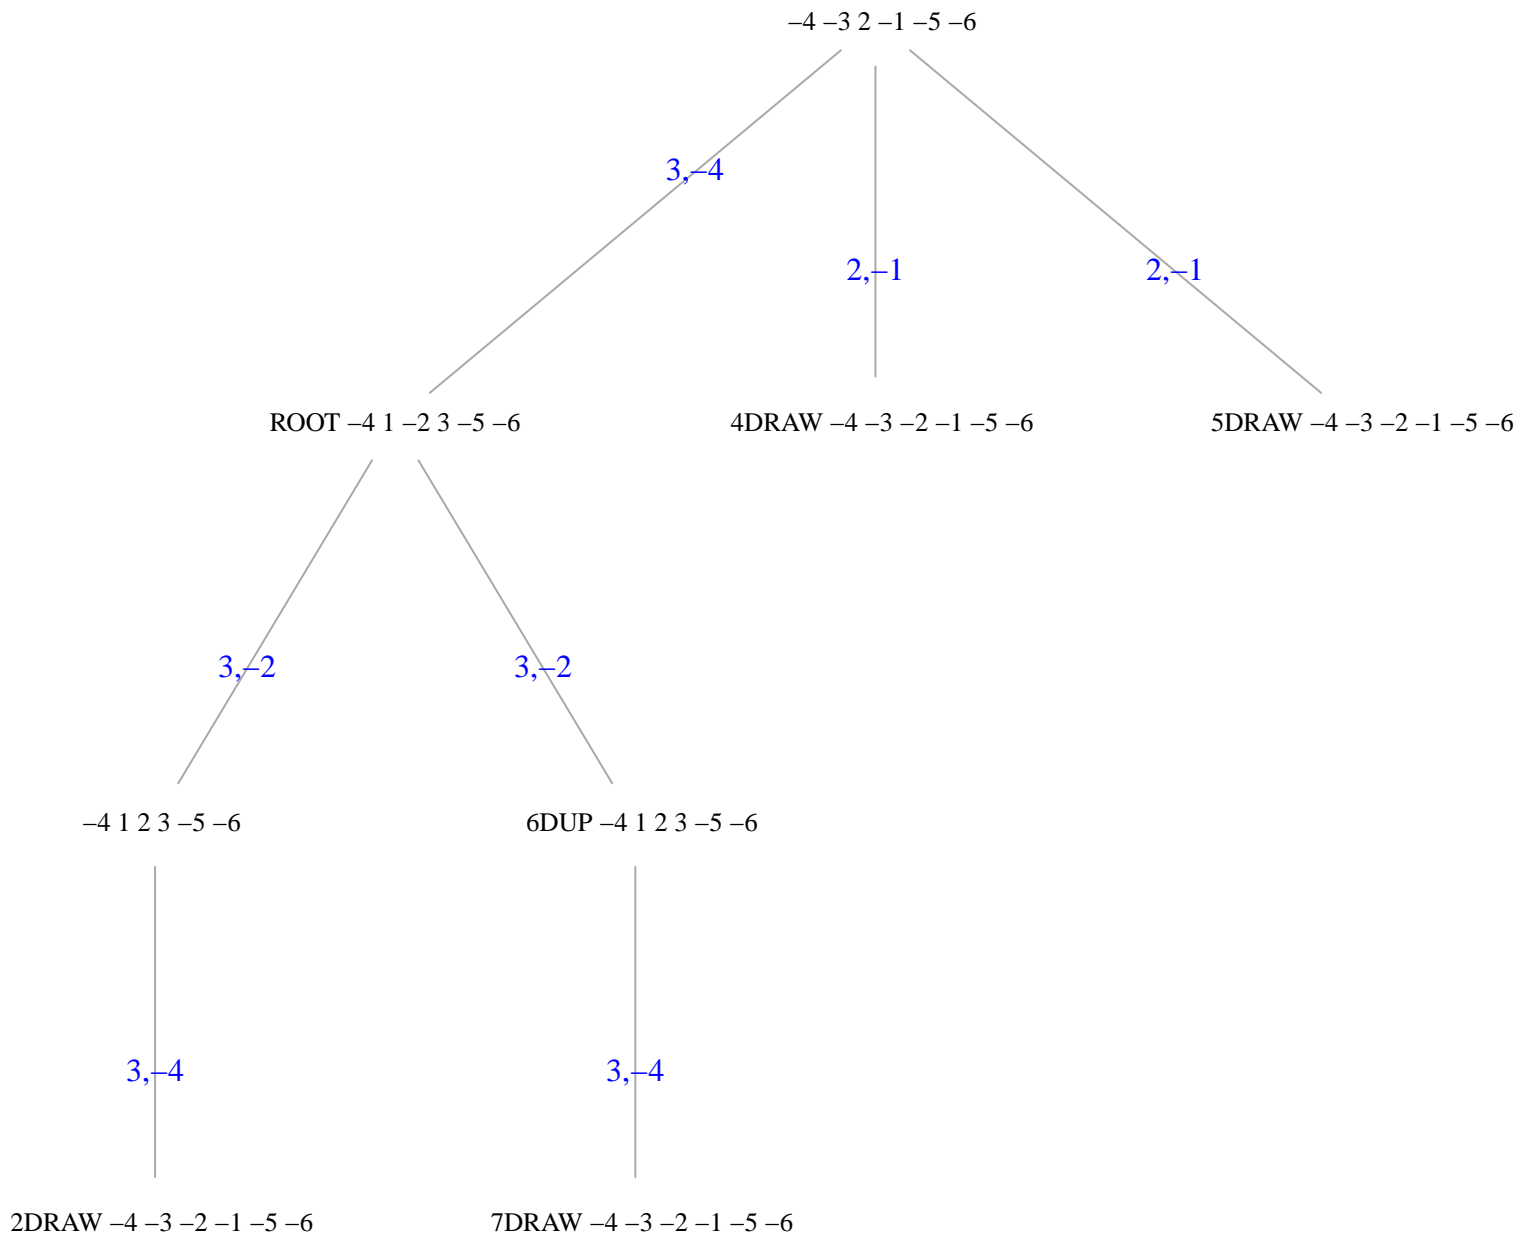 –4 –3 2 –1 –5 –6
3,–4
2,–1
2,–1
ROOT –4 1 –2 3 –5 –6
4DRAW –4 –3 –2 –1 –5 –6
5DRAW –4 –3 –2 –1 –5 –6
3,–2
3,–2
–4 1 2 3 –5 –6
6DUP –4 1 2 3 –5 –6
3,–4
3,–4
2DRAW –4 –3 –2 –1 –5 –6
7DRAW –4 –3 –2 –1 –5 –6